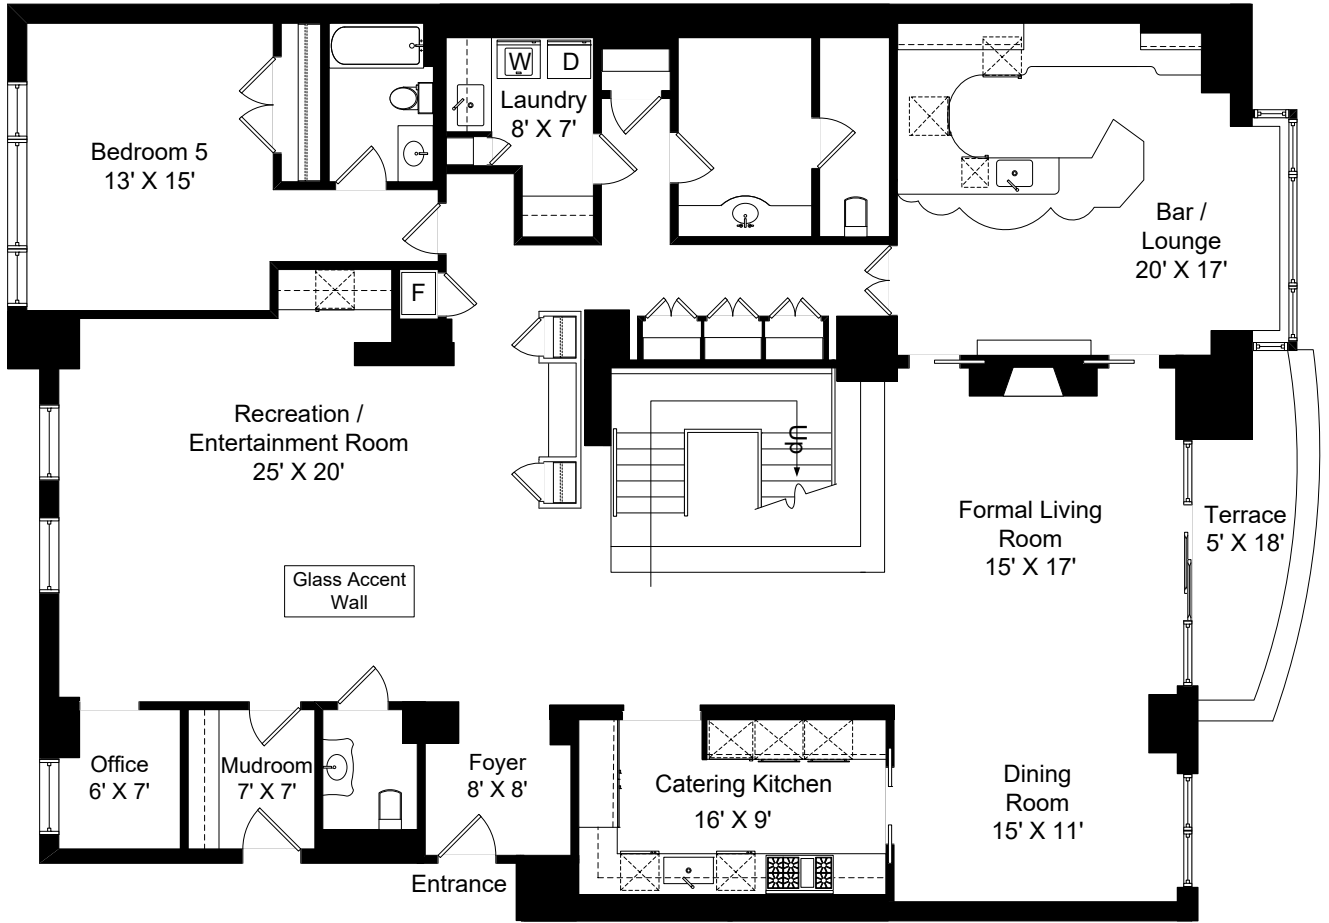 W
D
Laundry
8' X 7'
Bedroom 5
13' X 15'
Bar /
Lounge
20' X 17'
F
Recreation /
Entertainment Room
25' X 20'
Up
Formal Living
Room
15' X 17'
Terrace
5' X 18'
Glass Accent
Wall
Office
6' X 7'
Mudroom
7' X 7'
Foyer
8' X 8'
Catering Kitchen
16' X 9'
Dining
Room
15' X 11'
Entrance